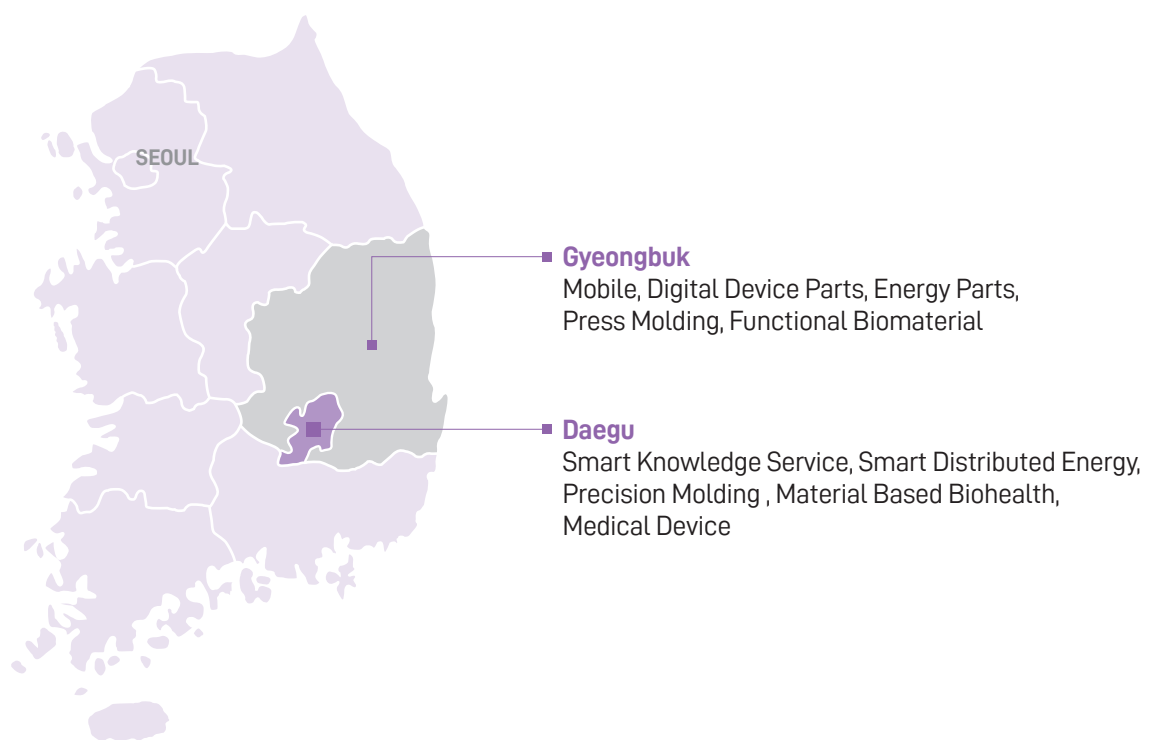 SEOUL
Gyeongbuk
Mobile, Digital Device Parts, Energy Parts,
Press Molding, Functional Biomaterial
Daegu
Smart Knowledge Service, Smart Distributed Energy,
Precision Molding , Material Based Biohealth,
Medical Device